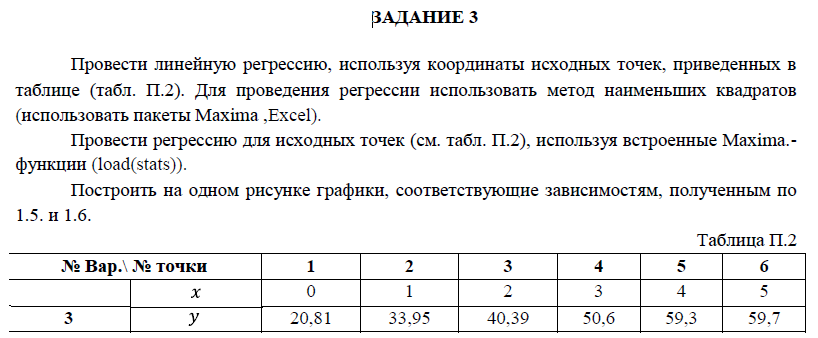 ЗАДАНИЕ 3
Провести линейную регрессию, используя координаты исходных точек, приведенных в
таблице (табл. П.2). Для проведения регрессии использовать метод наименьших квадратов
(использовать пакеты Maxima ,Excel).
Провести регрессию для исходных точек (см. табл. П.2), используя встроенные Maxima.-
функции (load(stats)).
Построить на одном рисунке графики, соответствующие зависимостям, полученным по
1.5. и 1.6.
Таблица П.2
№ Вар.\ № точки 1 2 3 4 5 6
x 0 1 2 3 4 5
3 y 20,81 33,95 40,39 50,6 59,3 59,7